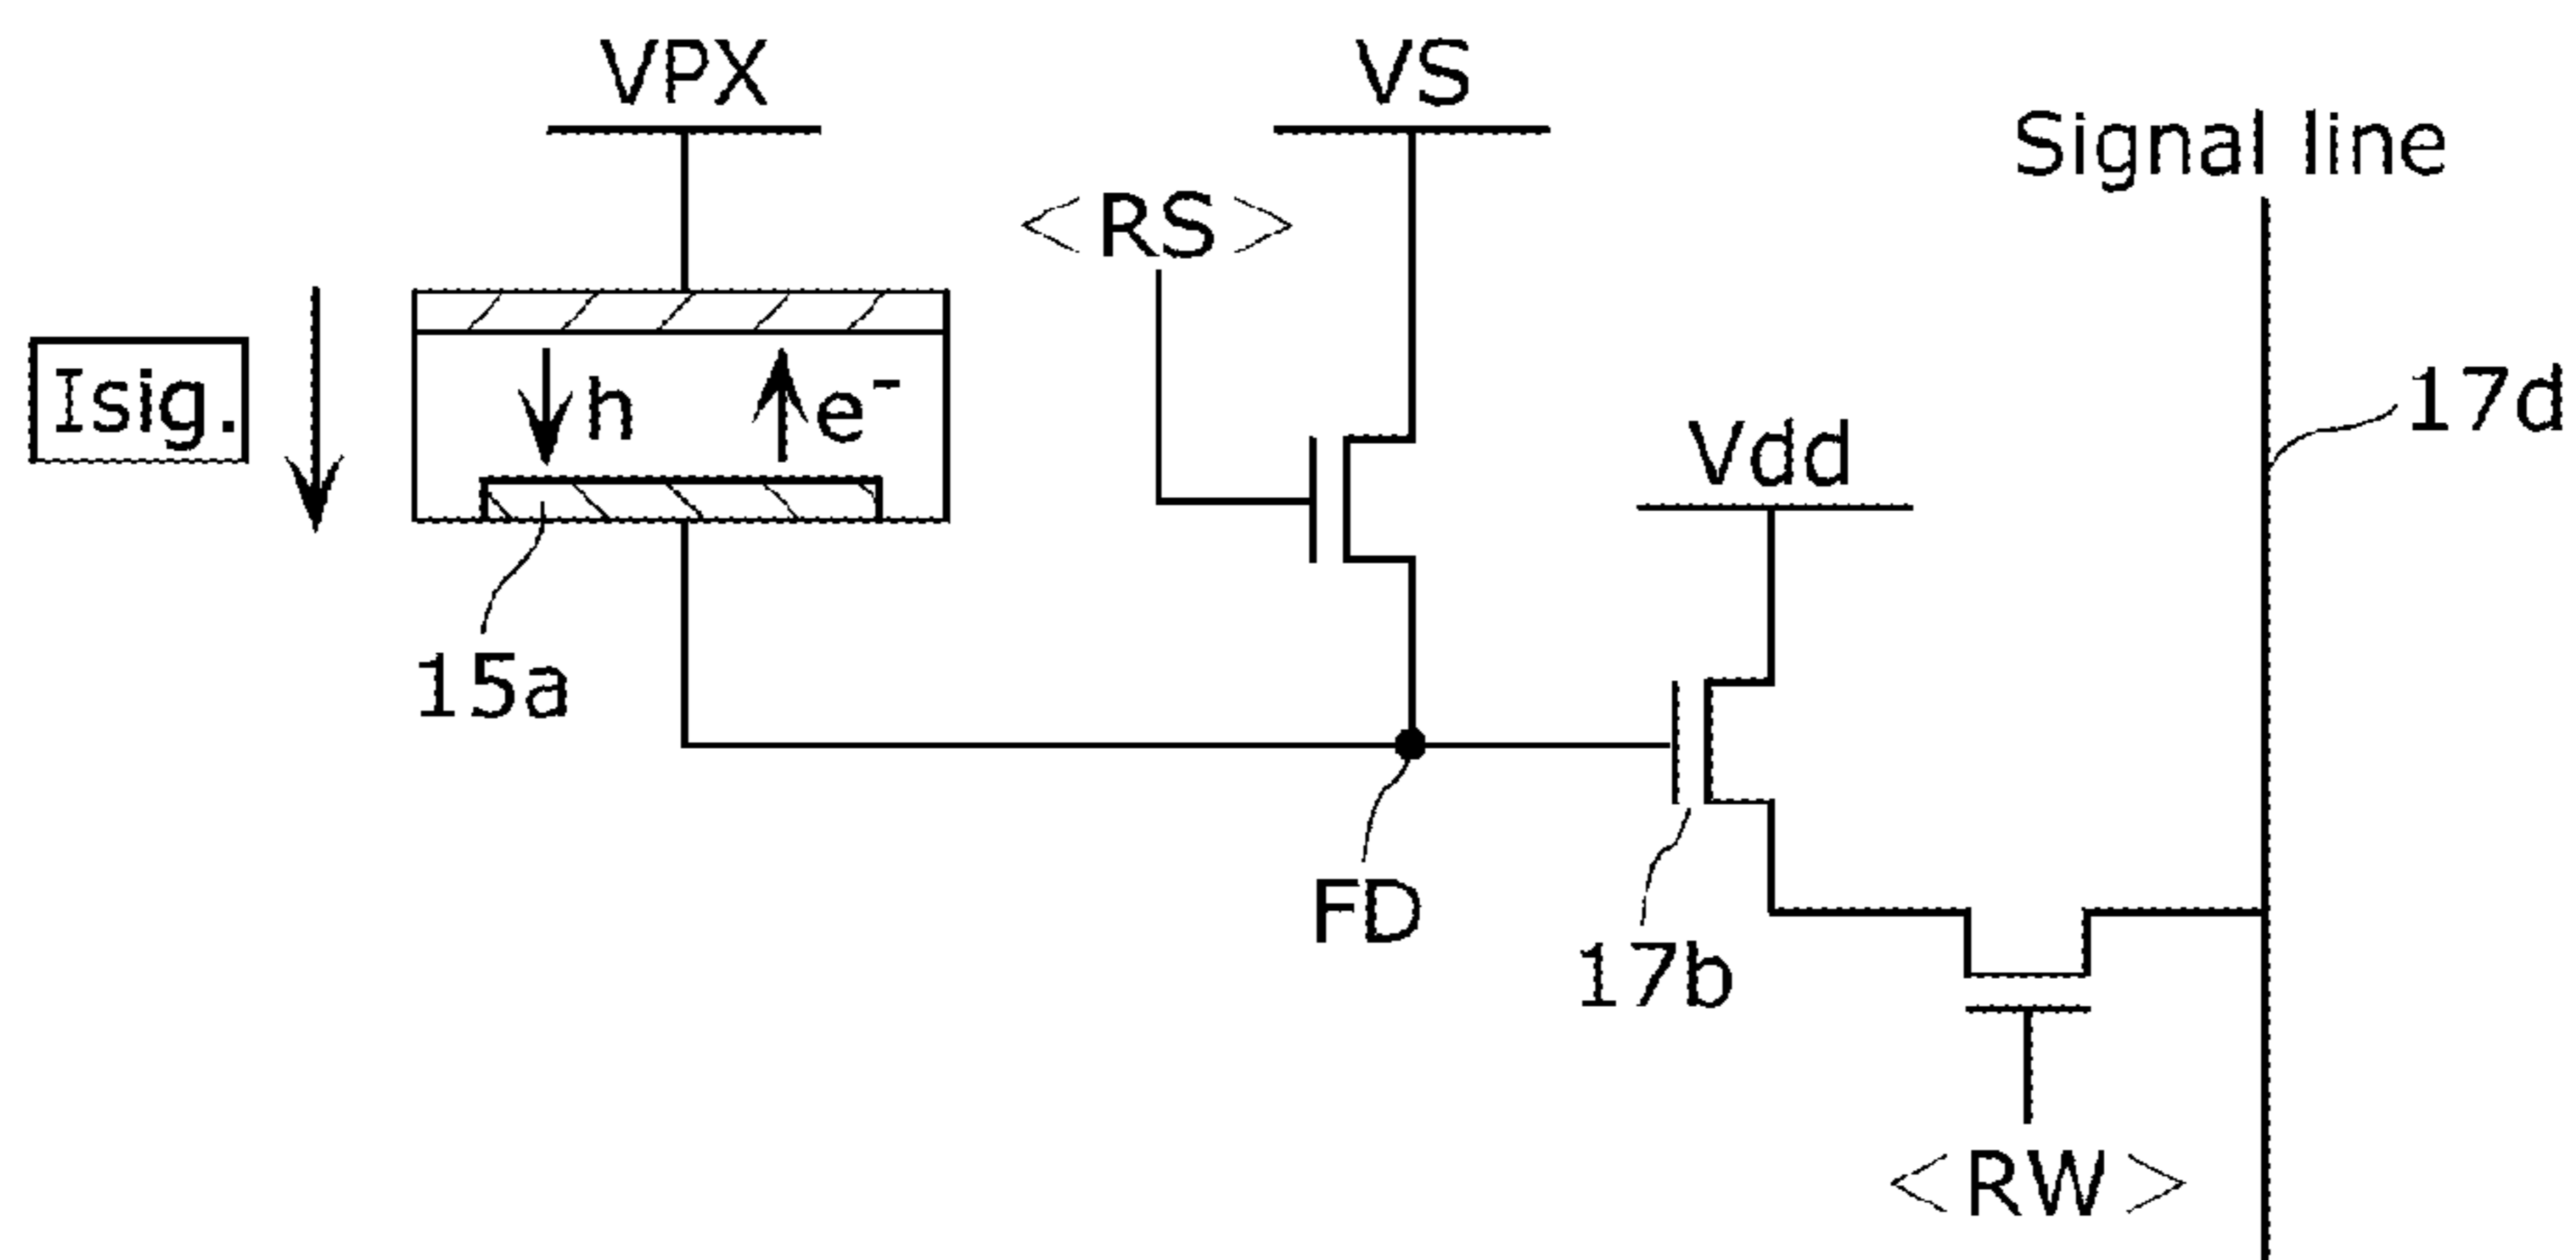 VPX
VS
Signal line
<RS>
Isig.
h
e⁻
17d
Vdd
15a
FD
17b
<RW>